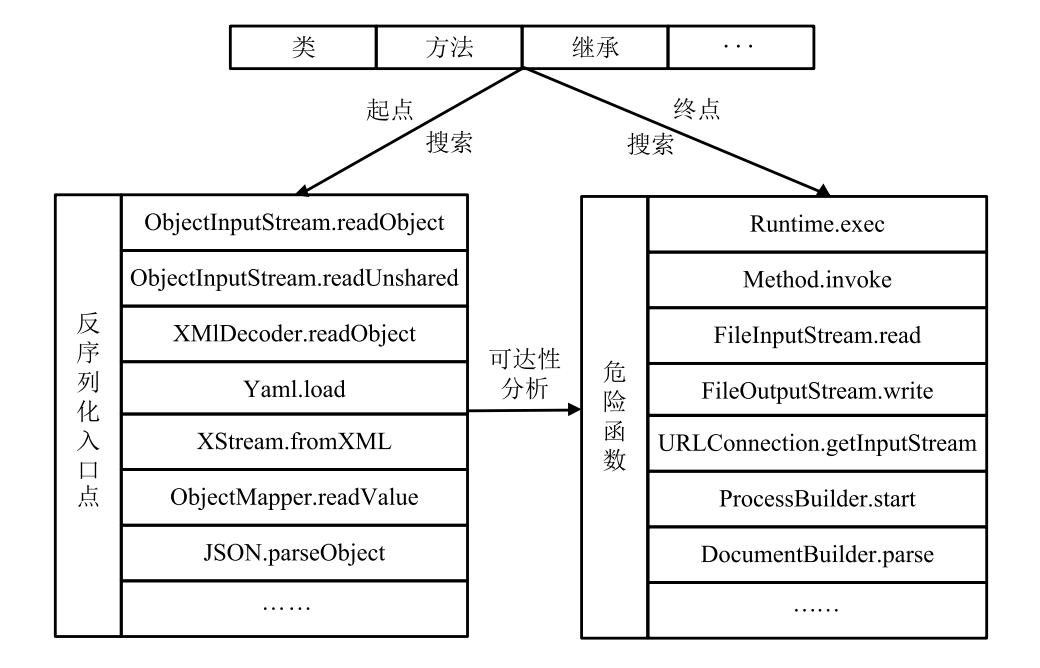 类
方法
继承
···
起点
搜索
终点
搜索
反序列化入口点
ObjectInputStream.readObject
ObjectInputStream.readUnshared
XMlDecoder.readObject
Yaml.load
XStream.fromXML
ObjectMapper.readValue
JSON.parseObject
……
可达性
分析
危险函数
Runtime.exec
Method.invoke
FileInputStream.read
FileOutputStream.write
URLConnection.getInputStream
ProcessBuilder.start
DocumentBuilder.parse
……